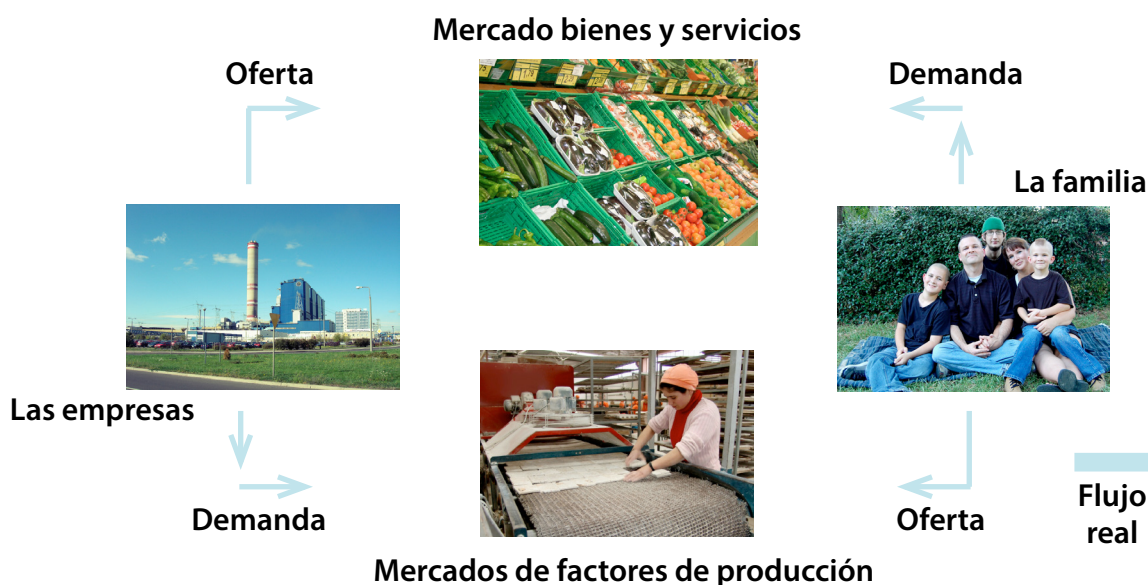 Mercado bienes y servicios
Oferta
Demanda
La familia
Las empresas
Demanda
Oferta
Flujo
real
Mercados de factores de producción